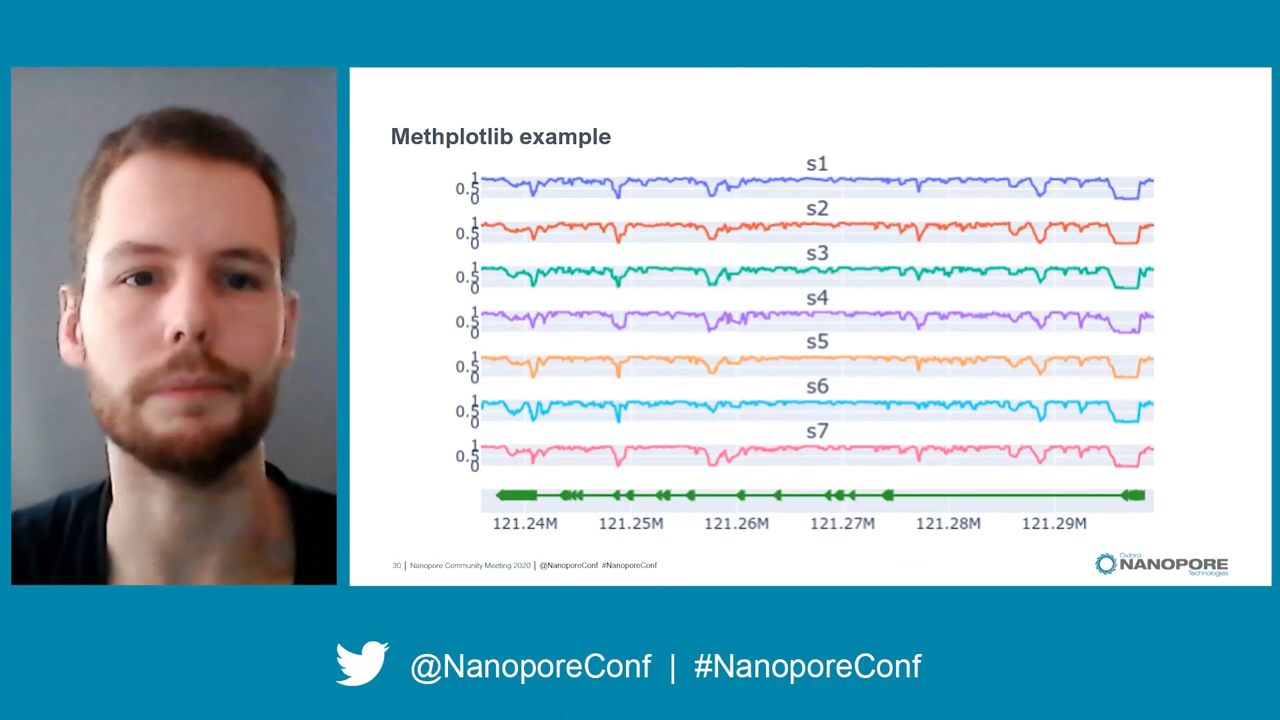 Methplotlib example
s1
1
0.5
0
s2
1
0.5
0
s3
1
0.5
0
s4
1
0.5
0
s5
1
0.5
0
s6
1
0.5
0
s7
1
0.5
0
121.24M 121.25M 121.26M 121.27M 121.28M 121.29M
30 | Nanopore Community Meeting 2020 | @NanoporeConf #NanoporeConf
Oxford
NANOPORE
Technologies
@NanoporeConf | #NanoporeConf